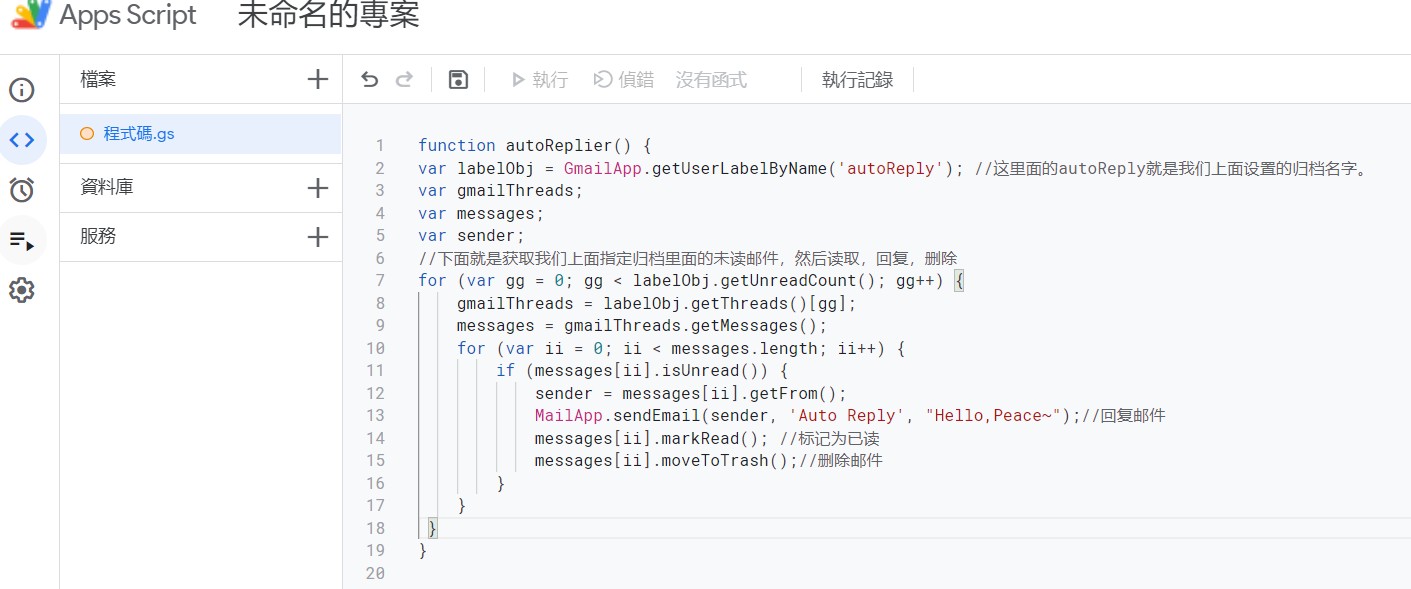 Apps Script 未命名的專案
檔案
執行 偵錯 沒有函式 執行記錄
程式碼.gs
資料庫
服務
1 function autoReplier() {
2 var labelObj = GmailApp.getUserLabelByName('autoReply'); //这里面的autoReply就是我们上面设置的归档名字。
3 var gmailThreads;
4 var messages;
5 var sender;
6 //下面就是获取我们上面指定归档里面的未读邮件，然后读取，回复，删除
7 for (var gg = 0; gg < labelObj.getUnreadCount(); gg++) {
8 gmailThreads = labelObj.getThreads()[gg];
9 messages = gmailThreads.getMessages();
10 for (var ii = 0; ii < messages.length; ii++) {
11 if (messages[ii].isUnread()) {
12 sender = messages[ii].getFrom();
13 MailApp.sendEmail(sender, 'Auto Reply', "Hello,Peace~");//回复邮件
14 messages[ii].markRead(); //标记为已读
15 messages[ii].moveToTrash();//删除邮件
16 }
17 }
18 }
19 }
20